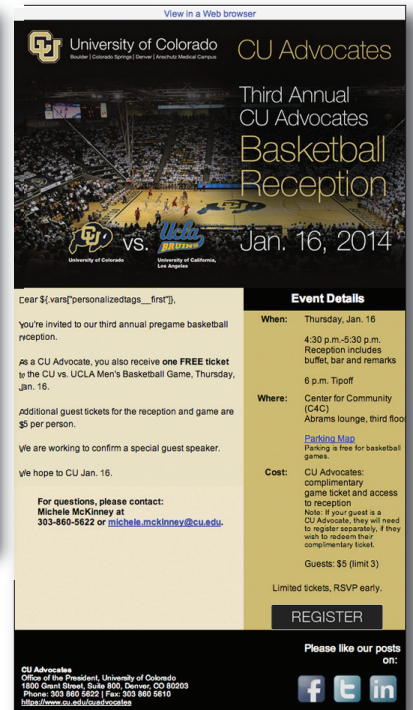 View in a Web browser
CU
University of Colorado
Boulder | Colorado Springs | Denver | Anschutz Medical Campus
CU Advocates
Third Annual
CU Advocates
Basketball
Reception
CU
University of Colorado
vs.
Ucla
BRUINS
University of California,
Los Angeles
Jan. 16, 2014
Dear ${.vars["personalizedtags__first"]},
You're invited to our third annual pregame basketball
reception.
As a CU Advocate, you also receive one FREE ticket
to the CU vs. UCLA Men's Basketball Game, Thursday,
Jan. 16.
Additional guest tickets for the reception and game are
$5 per person.
We are working to confirm a special guest speaker.
We hope to CU Jan. 16.
For questions, please contact:
Michele McKinney at
303-860-5622 or michele.mckinney@cu.edu.
Event Details
When: Thursday, Jan. 16
4:30 p.m.-5:30 p.m.
Reception includes
buffet, bar and remarks
6 p.m. Tipoff
Where: Center for Community
(C4C)
Abrams lounge, third floor
Parking Map
Parking is free for basketball
games.
Cost: CU Advocates:
complimentary
game ticket and access
to reception
Note: If your guest is a
CU Advocate, they will need
to register separately, if they
wish to redeem their
complimentary ticket.
Guests: $5 (limit 3)
Limited tickets, RSVP early.
REGISTER
Please like our posts
on:
CU Advocates
Office of the President, University of Colorado
1800 Grant Street, Suite 800, Denver, CO 80203
Phone: 303 860 5622 | Fax: 303 860 5610
https://www.cu.edu/cuadvocates
f t in